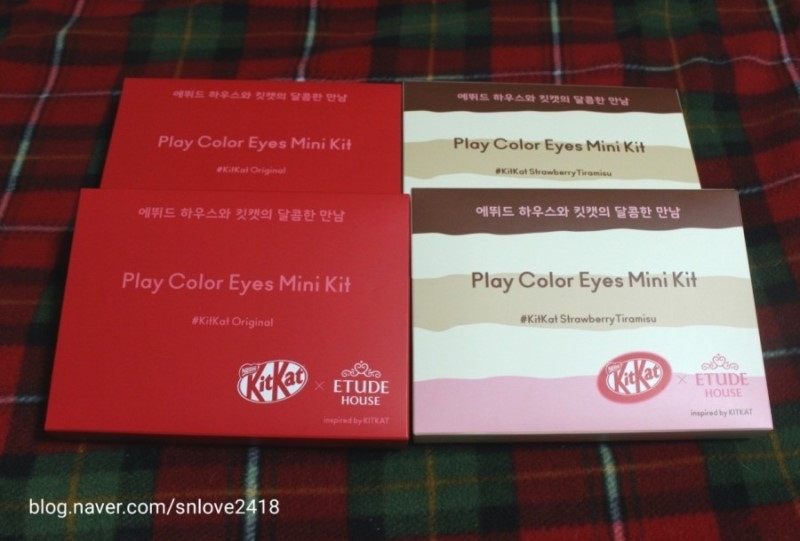 에뛰드 하우스와 킷캣의 달콤한 만남
Play Color Eyes Mini Kit
#KitKat Original
에뛰드 하우스와 킷캣의 달콤한 만남
Play Color Eyes Mini Kit
#KitKat StrawberryTiramisu
에뛰드 하우스와 킷캣의 달콤한 만남
Play Color Eyes Mini Kit
#KitKat Original
Nestle
KitKat × ETUDE
HOUSE
inspired by KITKAT
에뛰드 하우스와 킷캣의 달콤한 만남
Play Color Eyes Mini Kit
#KitKat StrawberryTiramisu
Nestle
KitKat × ETUDE
HOUSE
inspired by KITKAT
blog.naver.com/snlove2418